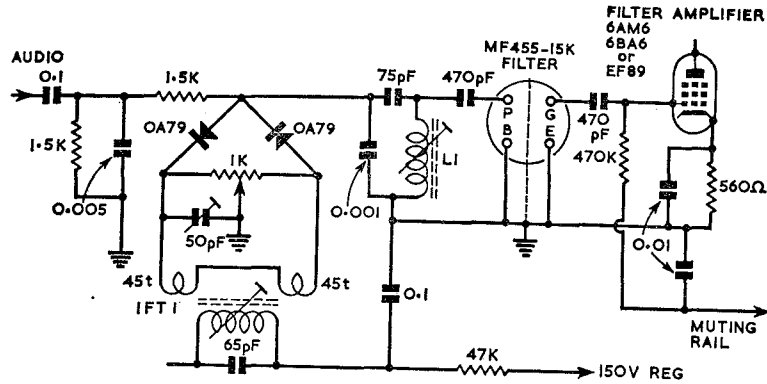 AUDIO
0.1
1.5K
1.5K
0.005
OA79
OA79
1K
50pF
45t
45t
IFT1
65pF
75pF
470pF
L1
0.001
0.1
47K
150V REG
MF455-15K
FILTER
P
B
G
E
470
pF
470K
FILTER AMPLIFIER
6AM6
6BA6
or
EF89
560Ω
0.01
MUTING
RAIL